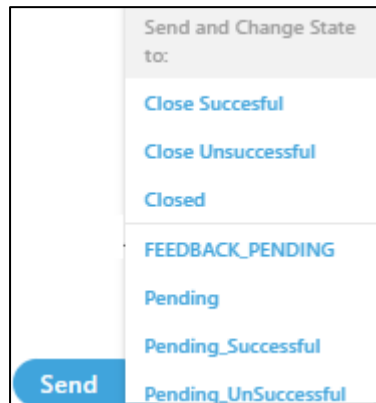 Send and Change State
to:
Close Succesful
Close Unsuccessful
Closed
FEEDBACK_PENDING
Pending
Pending_Successful
Send
Pending_UnSuccessful